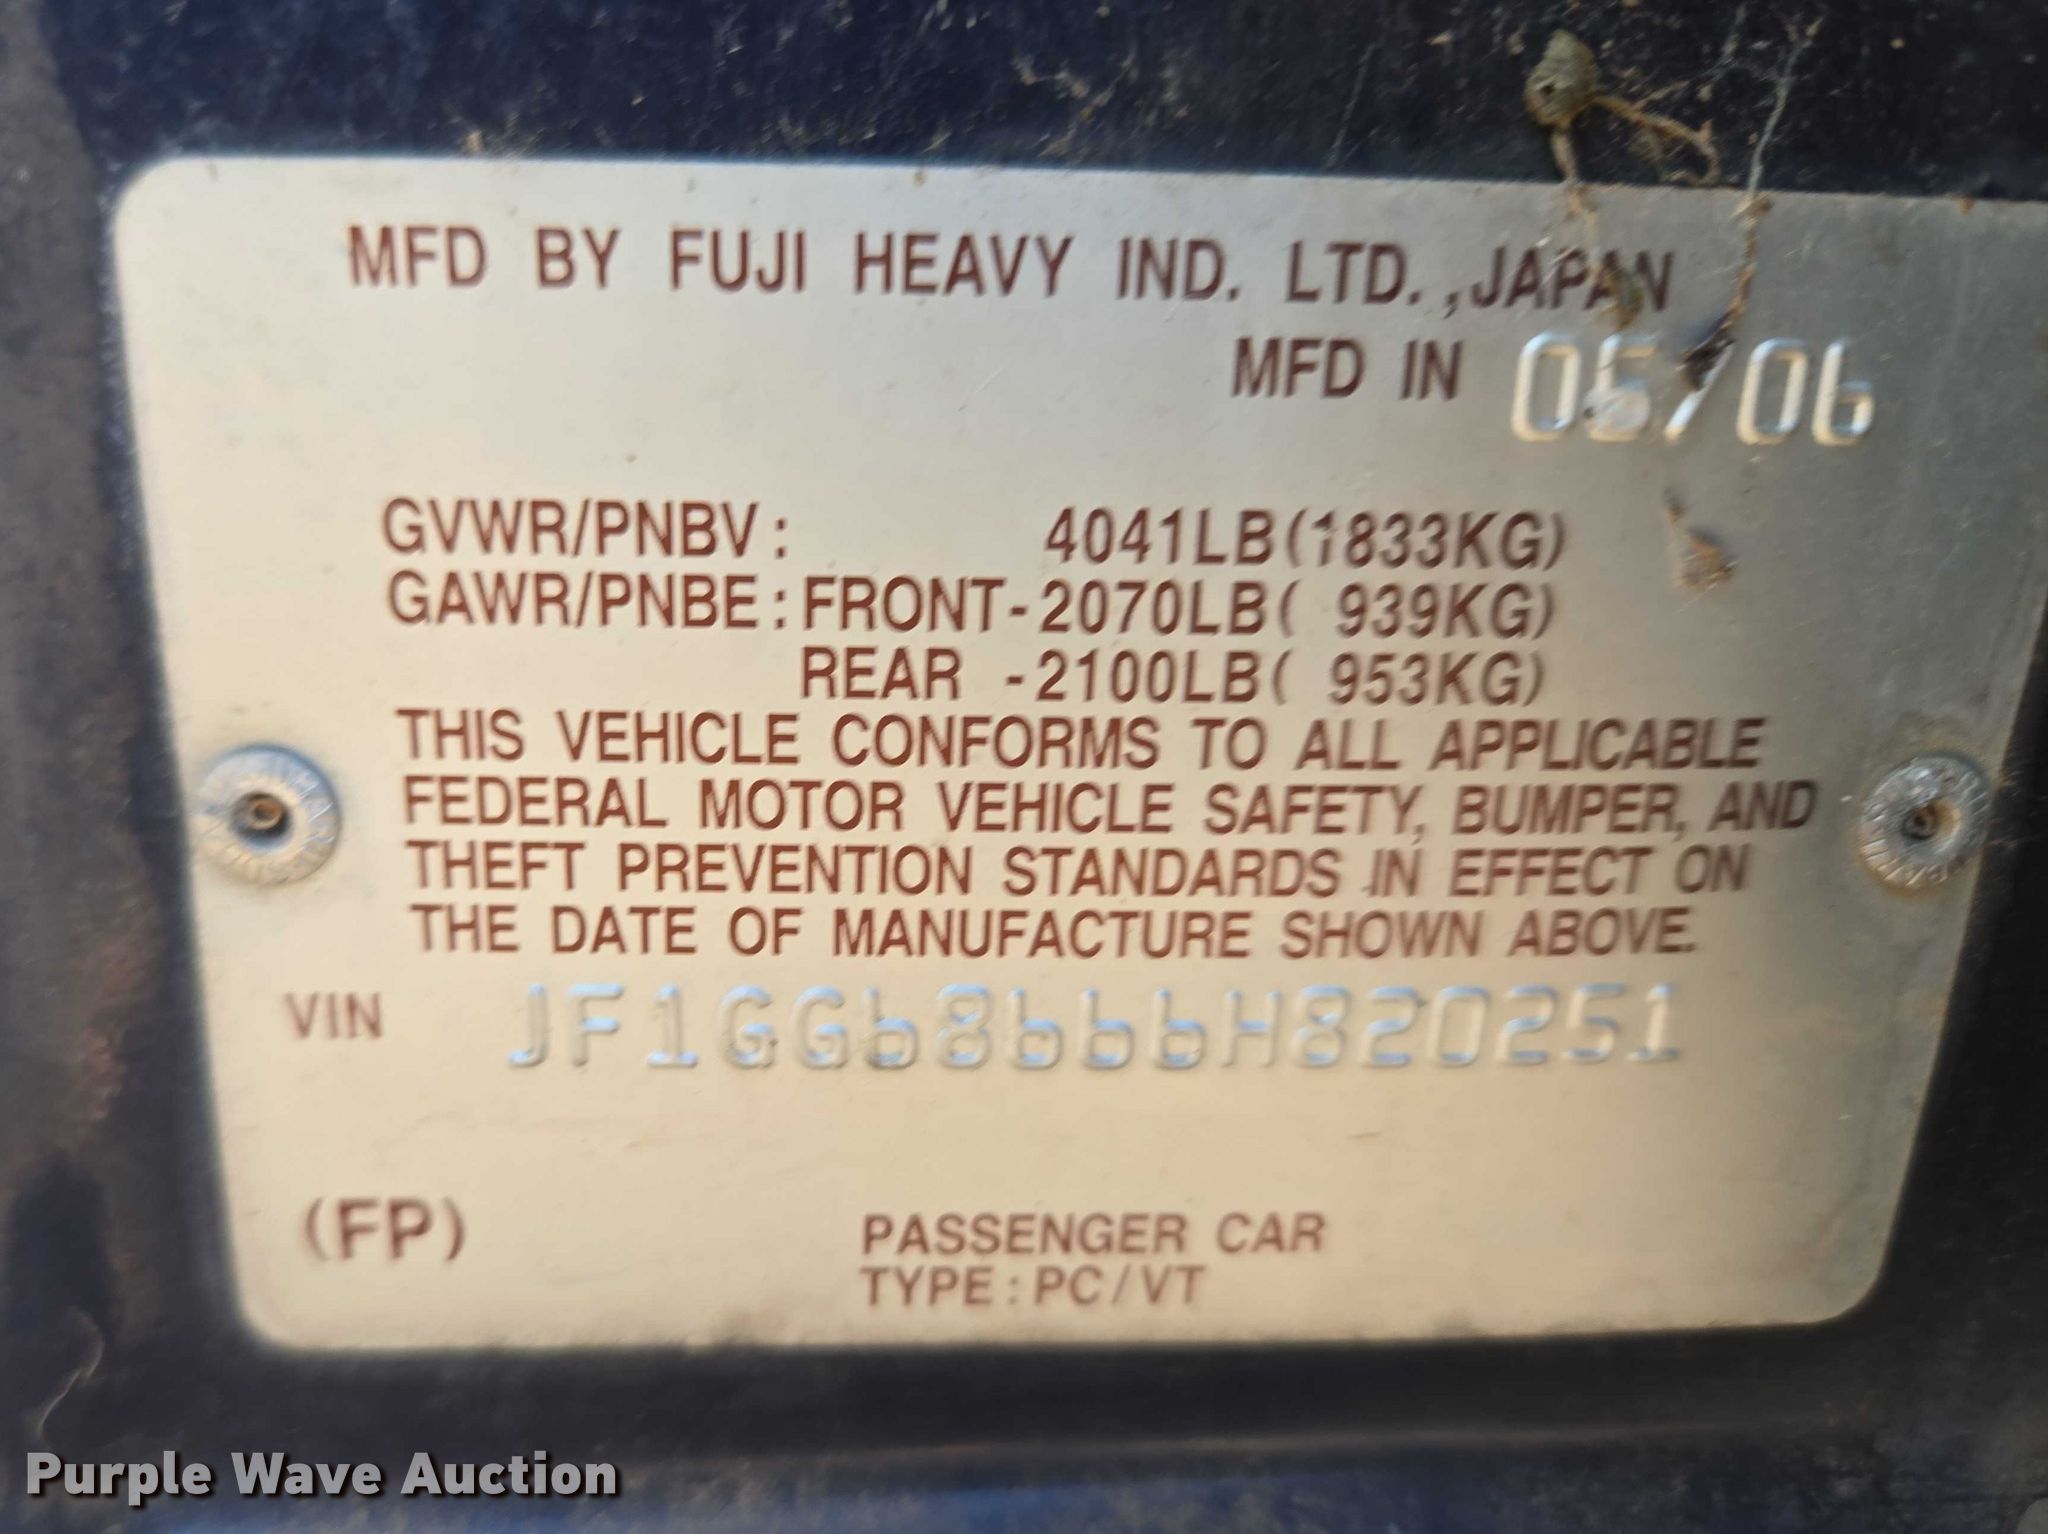 MFD BY FUJI HEAVY IND. LTD.,JAPAN
MFD IN 05/06
GVWR/PNBV: 4041LB(1833KG)
GAWR/PNBE:FRONT-2070LB( 939KG)
REAR -2100LB( 953KG)
THIS VEHICLE CONFORMS TO ALL APPLICABLE
FEDERAL MOTOR VEHICLE SAFETY, BUMPER, AND
THEFT PREVENTION STANDARDS IN EFFECT ON
THE DATE OF MANUFACTURE SHOWN ABOVE.
VIN JF1GG68666H820251
(FP) PASSENGER CAR
TYPE:PC/VT
Purple Wave Auction